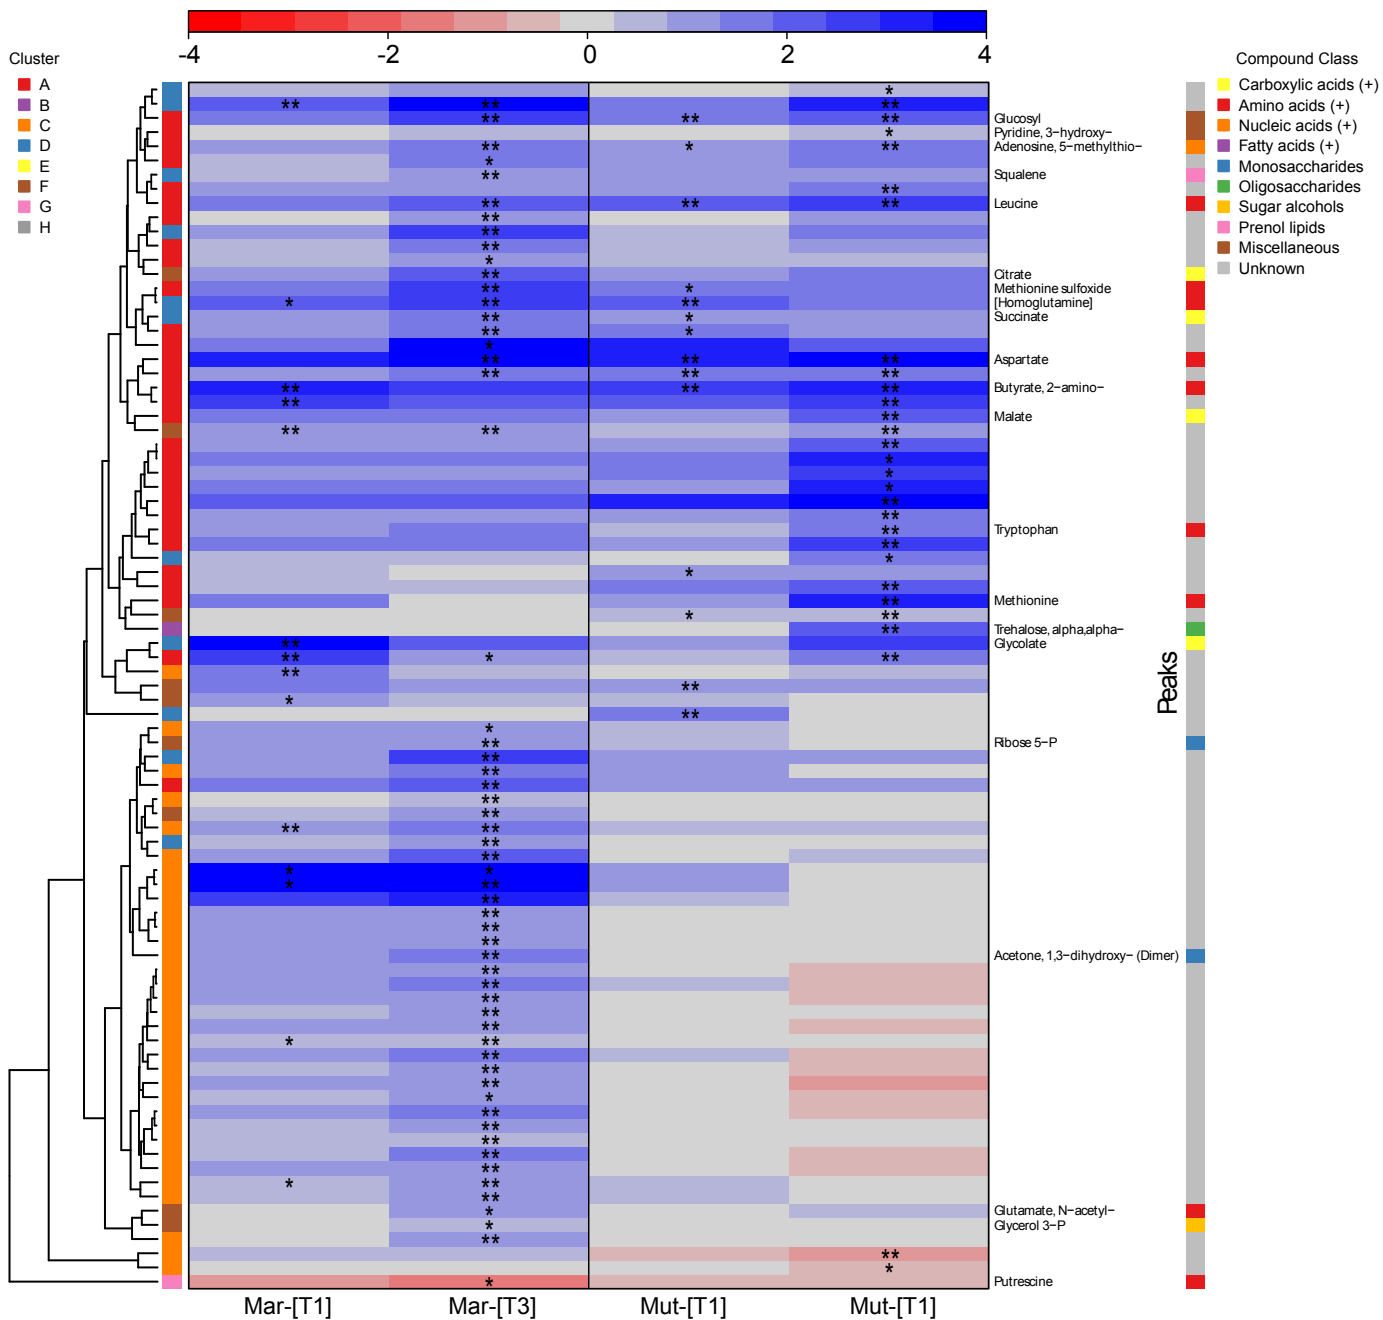 -4
-2
0
2
4
Cluster
A
B
C
D
E
F
G
H
Compound Class
Carboxylic acids (+)
Amino acids (+)
Nucleic acids (+)
Fatty acids (+)
Monosaccharides
Oligosaccharides
Sugar alcohols
Prenol lipids
Miscellaneous
Unknown
*
** ** **
** ** ** Glucosyl
* Pyridine, 3-hydroxy-
** * ** Adenosine, 5-methylthio-
*
** Squalene
**
** ** ** Leucine
**
**
**
*
** Citrate
** * Methionine sulfoxide
* ** ** [Homoglutamine]
** * Succinate
** *
*
** ** ** Aspartate
** ** **
** ** ** Butyrate, 2-amino-
** **
** Malate
** ** **
**
*
*
*
**
**
** Tryptophan
**
*
*
**
** Methionine
* **
** Trehalose, alpha,alpha-
** Glycolate
** * **
**
**
*
**
*
** Ribose 5-P
**
**
**
**
**
** **
**
**
* *
* **
**
**
**
**
** Acetone, 1,3-dihydroxy- (Dimer)
**
**
**
**
**
* **
**
**
**
*
**
**
**
**
**
* **
**
* Glutamate, N-acetyl-
* Glycerol 3-P
**
**
*
* Putrescine
Peaks
Mar-[T1]
Mar-[T3]
Mut-[T1]
Mut-[T1]